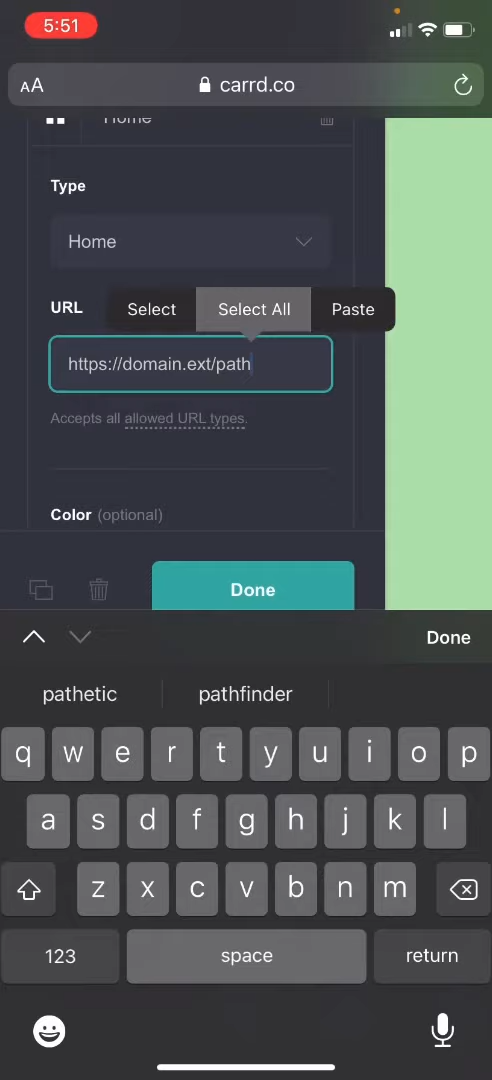 5:51
AA carrd.co
Home
Type
Home
URL Select Select All Paste
https://domain.ext/path
Accepts all allowed URL types.
Color (optional)
Done
Done
pathetic pathfinder
q w e r t y u i o p
a s d f g h j k l
z x c v b n m
123 space return